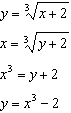 y = ∛(x + 2)
x = ∛(y + 2)
x³ = y + 2
y = x³ − 2